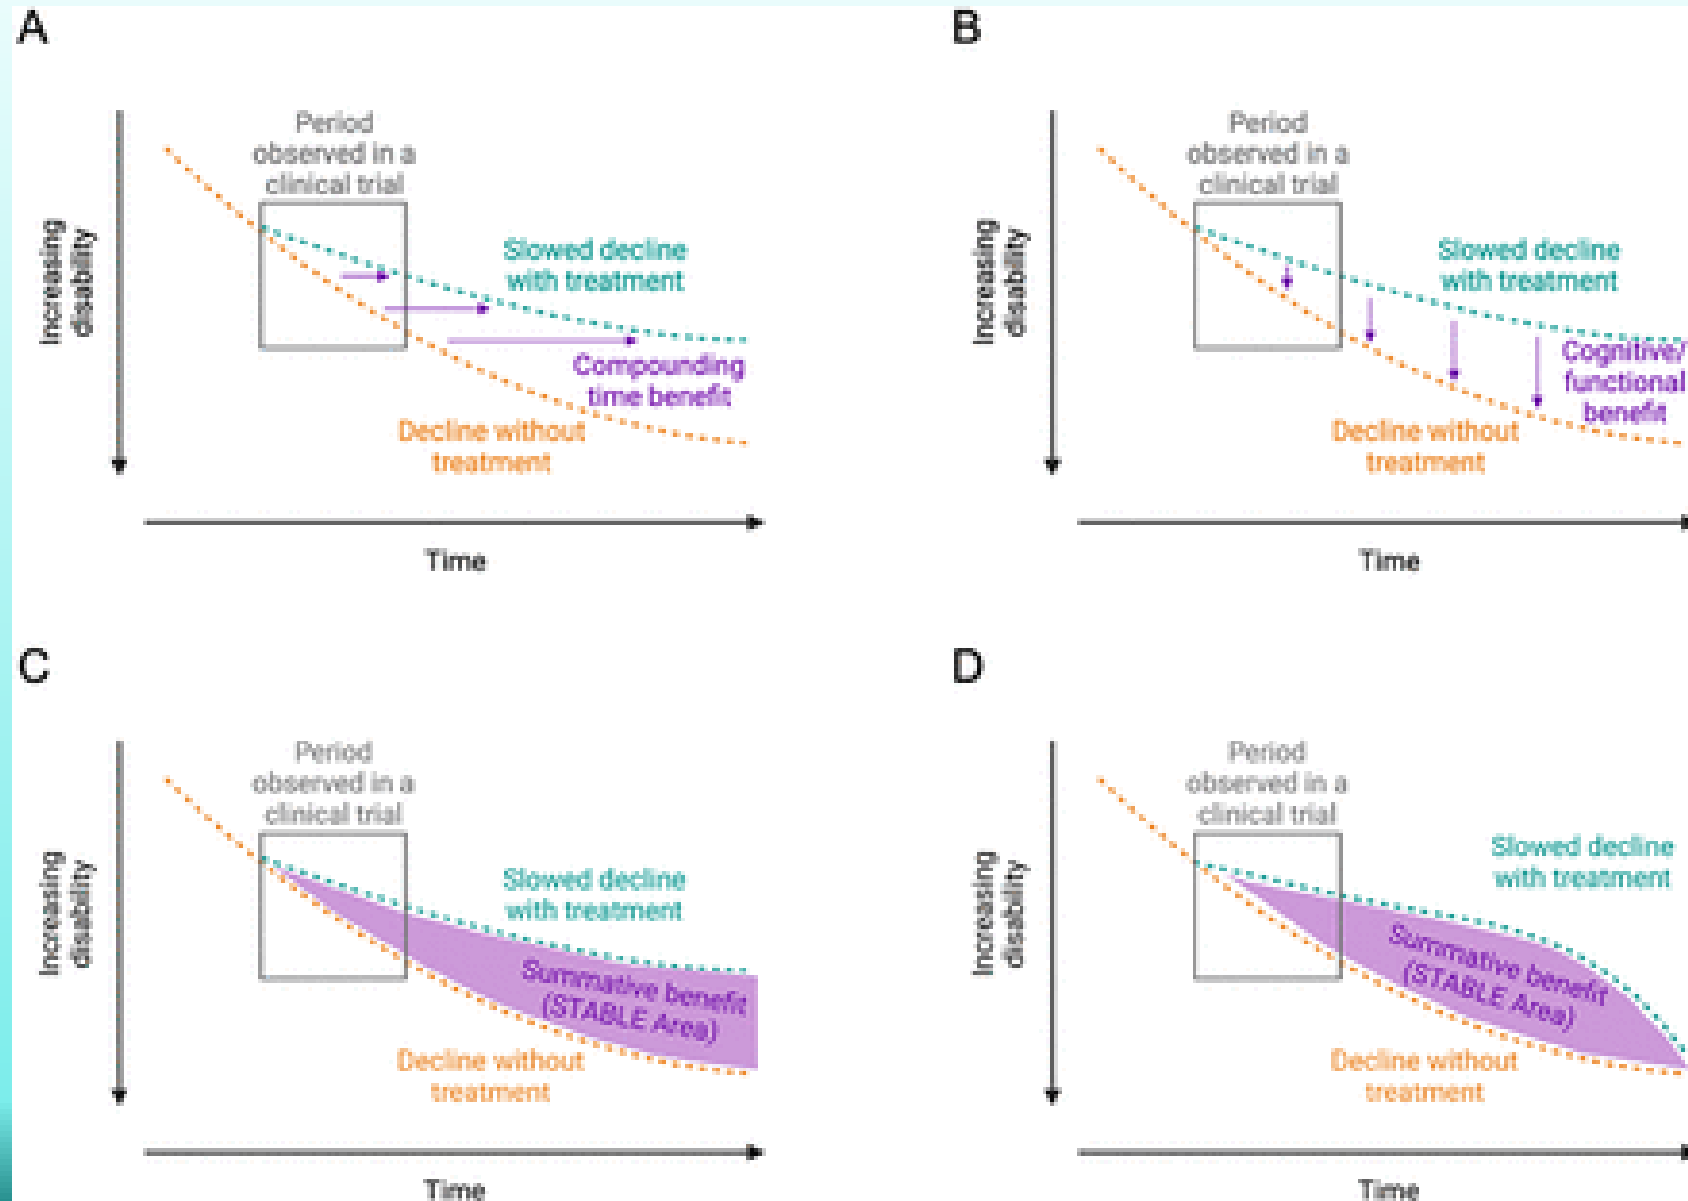 A
Period
observed in a
clinical trial
Increasing
disability
Slowed decline
with treatment
Compounding
time benefit
Decline without
treatment
Time
B
Period
observed in a
clinical trial
Increasing
disability
Slowed decline
with treatment
Cognitive/
functional
benefit
Decline without
treatment
Time
C
Period
observed in a
clinical trial
Increasing
disability
Slowed decline
with treatment
Summative benefit
(STABLE Area)
Decline without
treatment
Time
D
Period
observed in a
clinical trial
Increasing
disability
Slowed decline
with treatment
Summative benefit
(STABLE Area)
Decline without
treatment
Time